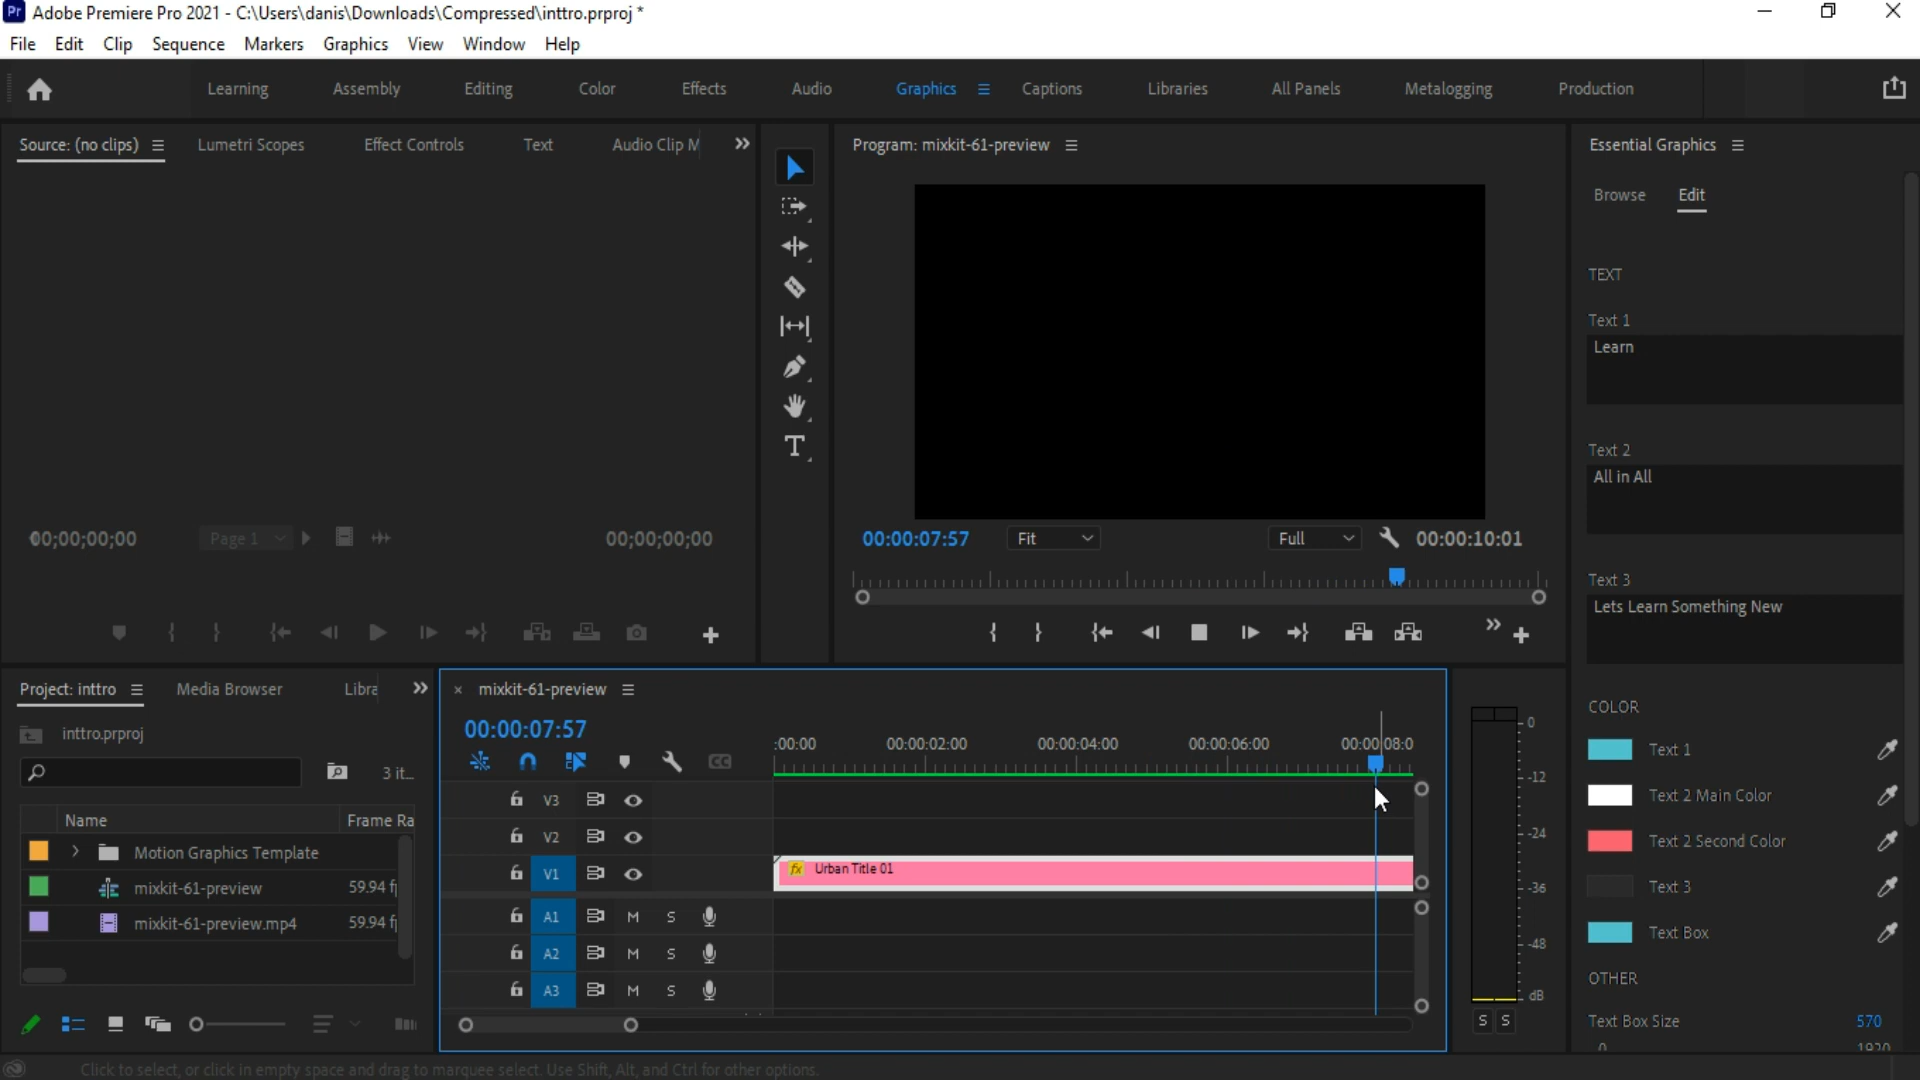 Pr Adobe Premiere Pro 2021 - C:\Users\danis\Downloads\Compressed\inttro.prproj *
File Edit Clip Sequence Markers Graphics View Window Help
Learning Assembly Editing Color Effects Audio Graphics Captions Libraries All Panels Metalogging Production
Source: (no clips) Lumetri Scopes Effect Controls Text Audio Clip M
Program: mixkit-61-preview
Essential Graphics
Browse Edit
TEXT
Text 1
Learn
Text 2
All in All
Text 3
Lets Learn Something New
00;00;00;00 Page 1 00;00;00;00
00:00:07:57 Fit Full 00:00:10:01
Project: inttro Media Browser Libra
inttro.prproj
3 it...
Name Frame Ra
Motion Graphics Template
mixkit-61-preview 59.94 f
mixkit-61-preview.mp4 59.94 f
× mixkit-61-preview
00:00:07:57
:00:00 00:00:02:00 00:00:04:00 00:00:06:00 00:00:08:0
V3
V2
V1 fx Urban Title 01
A1 M S
A2 M S
A3 M S
0
-12
-24
-36
-48
dB
S S
COLOR
Text 1
Text 2 Main Color
Text 2 Second Color
Text 3
Text Box
OTHER
Text Box Size 570
0 1920
Click to select, or click in empty space and drag to marquee select. Use Shift, Alt, and Ctrl for other options.